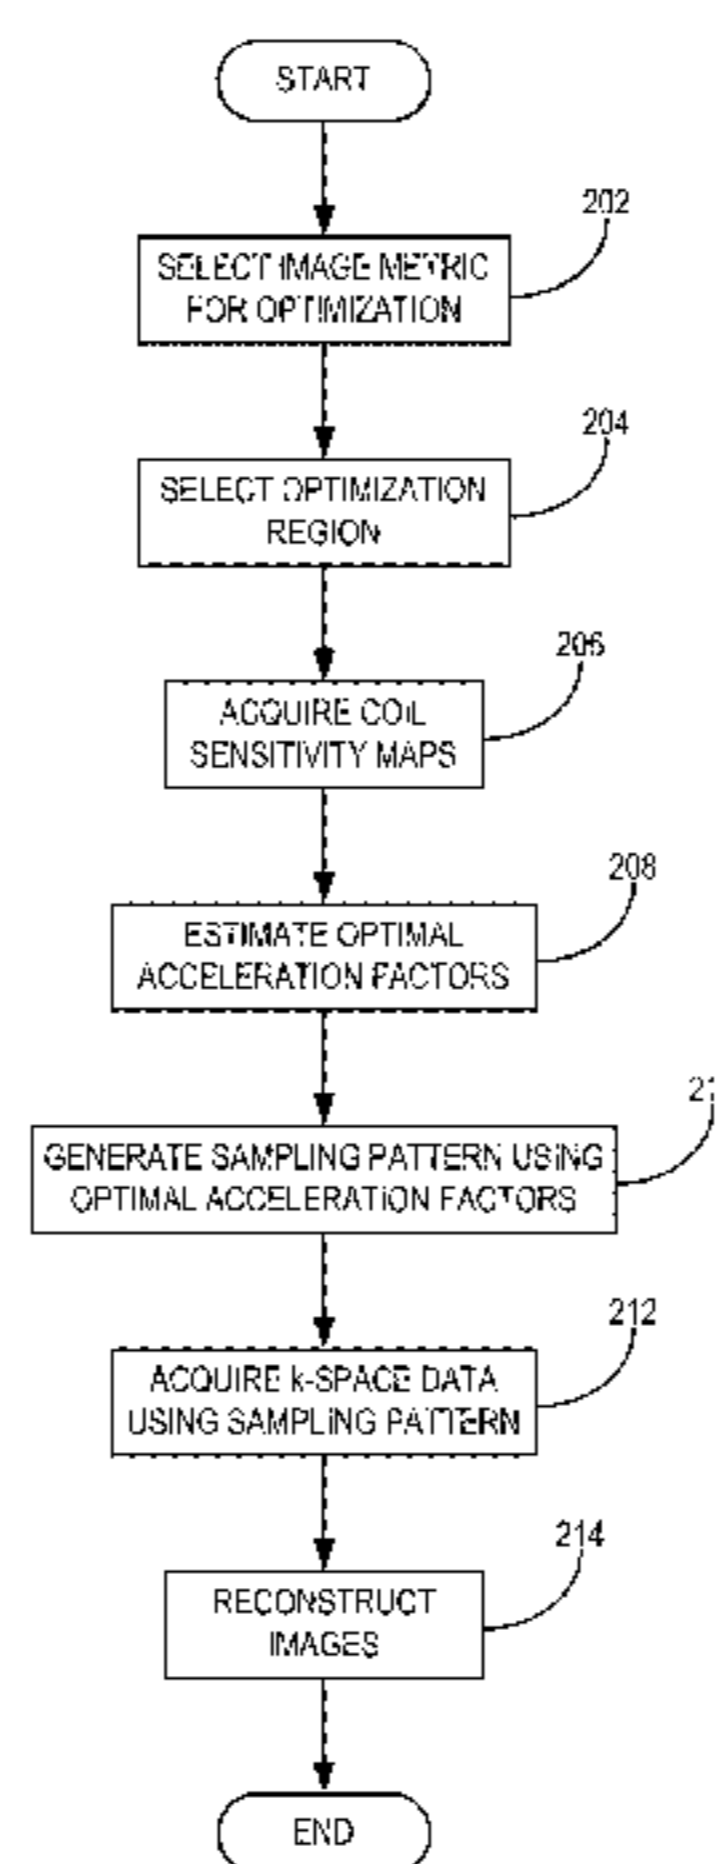 START
202
SELECT IMAGE METRIC
FOR OPTIMIZATION
204
SELECT OPTIMIZATION
REGION
206
ACQUIRE COIL
SENSITIVITY MAPS
208
ESTIMATE OPTIMAL
ACCELERATION FACTORS
GENERATE SAMPLING PATTERN USING
OPTIMAL ACCELERATION FACTORS
212
ACQUIRE k-SPACE DATA
USING SAMPLING PATTERN
214
RECONSTRUCT
IMAGES
END